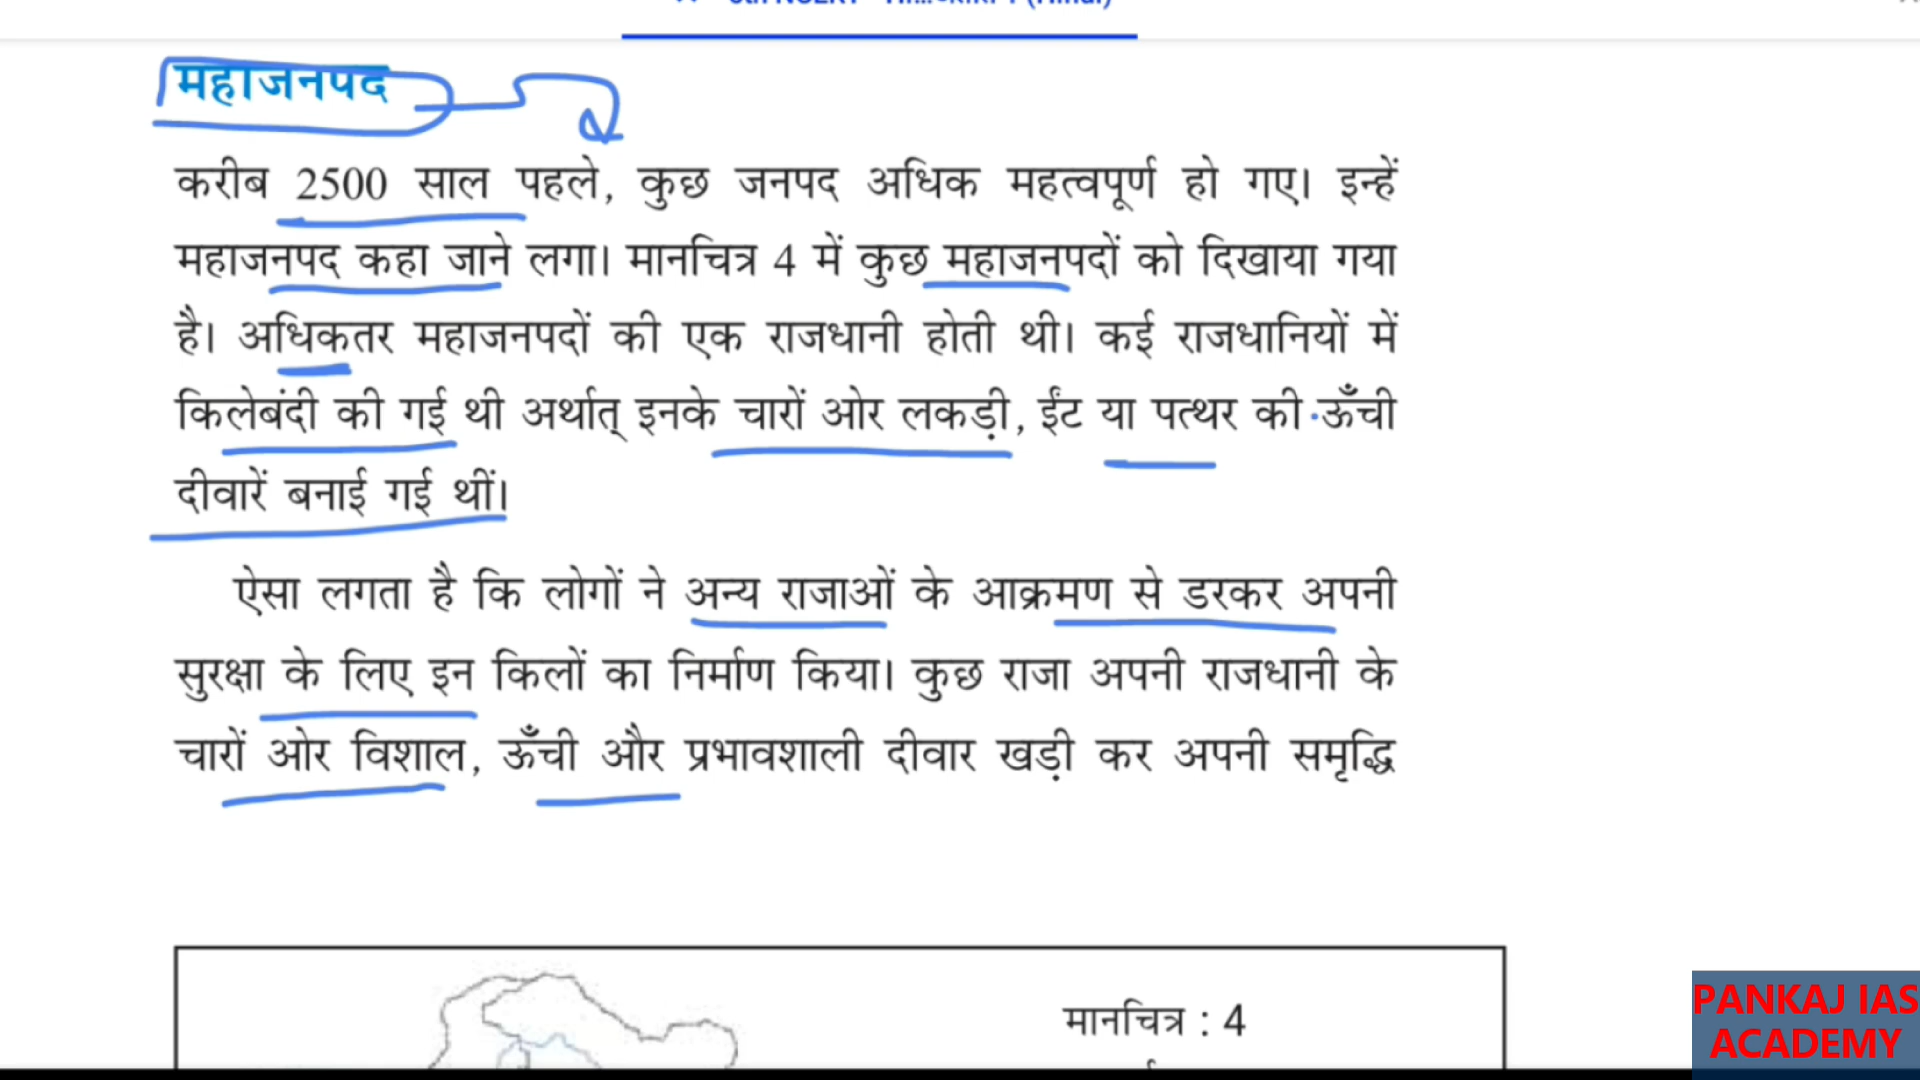 महाजनपद
करीब 2500 साल पहले, कुछ जनपद अधिक महत्वपूर्ण हो गए। इन्हें
महाजनपद कहा जाने लगा। मानचित्र 4 में कुछ महाजनपदों को दिखाया गया
है। अधिकतर महाजनपदों की एक राजधानी होती थी। कई राजधानियों में
किलेबंदी की गई थी अर्थात् इनके चारों ओर लकड़ी, ईंट या पत्थर की ऊँची
दीवारें बनाई गई थीं।
ऐसा लगता है कि लोगों ने अन्य राजाओं के आक्रमण से डरकर अपनी
सुरक्षा के लिए इन किलों का निर्माण किया। कुछ राजा अपनी राजधानी के
चारों ओर विशाल, ऊँची और प्रभावशाली दीवार खड़ी कर अपनी समृद्धि
मानचित्र : 4
PANKAJ IAS
ACADEMY